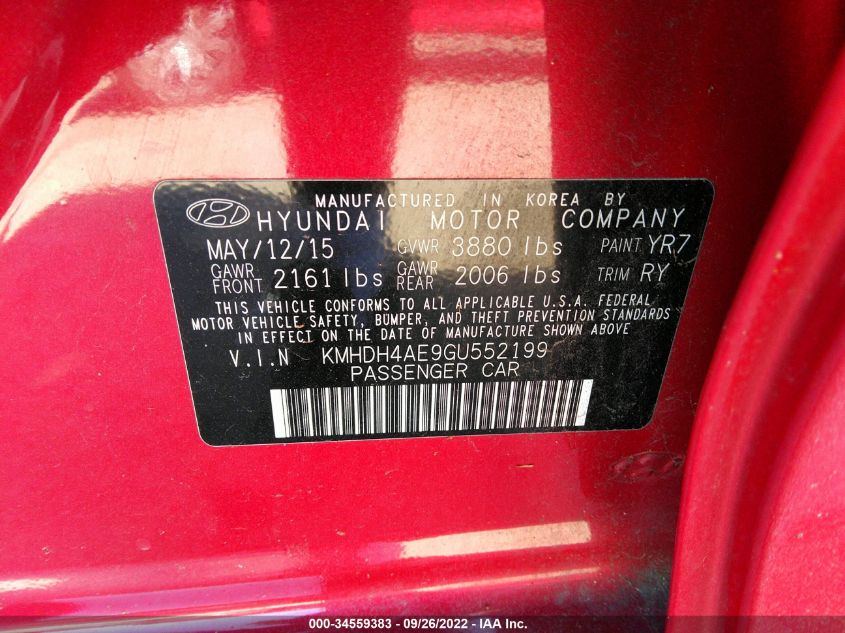 MANUFACTURED IN KOREA BY
HYUNDAI MOTOR COMPANY
MAY/12/15 GVWR 3880 lbs PAINT YR7
GAWR FRONT 2161 lbs GAWR REAR 2006 lbs TRIM RY
THIS VEHICLE CONFORMS TO ALL APPLICABLE U.S.A. FEDERAL
MOTOR VEHICLE SAFETY, BUMPER, AND THEFT PREVENTION STANDARDS
IN EFFECT ON THE DATE OF MANUFACTURE SHOWN ABOVE
V.I.N KMHDH4AE9GU552199
PASSENGER CAR
000-34559383 - 09/26/2022 - 1575 -